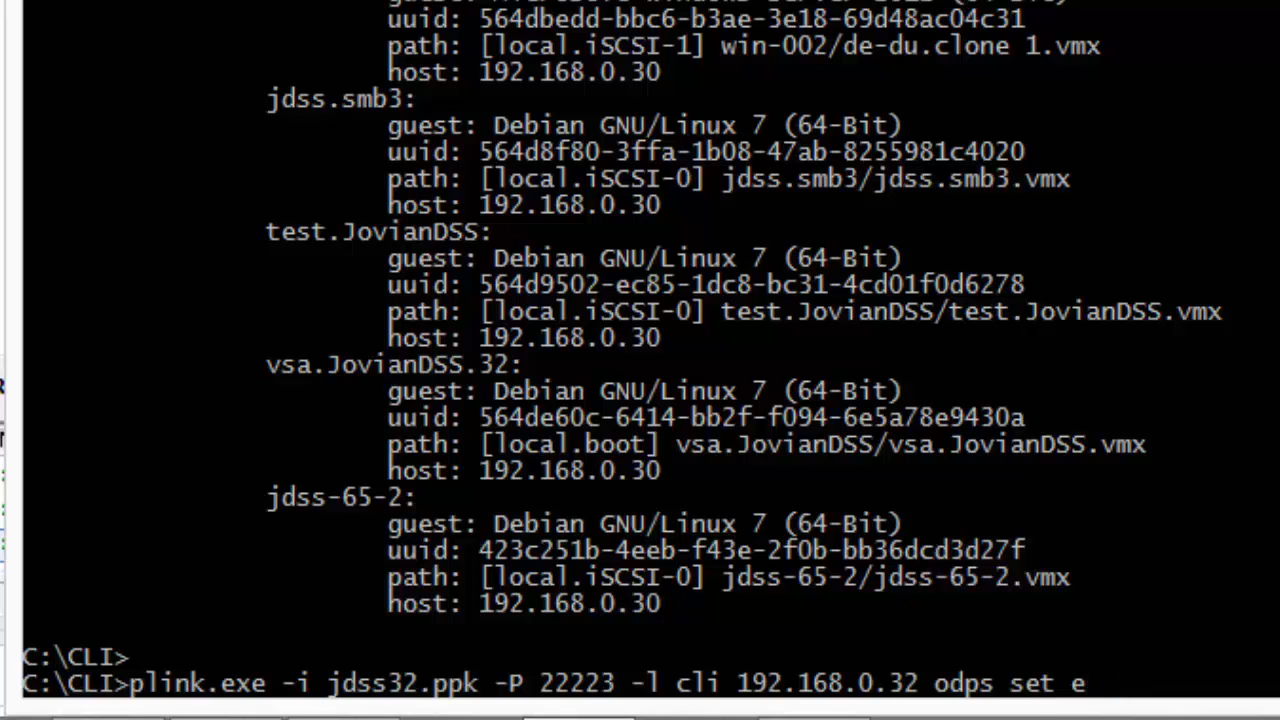 uuid: 564dbedd-bbc6-b3ae-3e18-69d48ac04c31
path: [local.iSCSI-1] win-002/de-du.clone 1.vmx
host: 192.168.0.30
jdss.smb3:
guest: Debian GNU/Linux 7 (64-Bit)
uuid: 564d8f80-3ffa-1b08-47ab-8255981c4020
path: [local.iSCSI-0] jdss.smb3/jdss.smb3.vmx
host: 192.168.0.30
test.JovianDSS:
guest: Debian GNU/Linux 7 (64-Bit)
uuid: 564d9502-ec85-1dc8-bc31-4cd01f0d6278
path: [local.iSCSI-0] test.JovianDSS/test.JovianDSS.vmx
host: 192.168.0.30
vsa.JovianDSS.32:
guest: Debian GNU/Linux 7 (64-Bit)
uuid: 564de60c-6414-bb2f-f094-6e5a78e9430a
path: [local.boot] vsa.JovianDSS/vsa.JovianDSS.vmx
host: 192.168.0.30
jdss-65-2:
guest: Debian GNU/Linux 7 (64-Bit)
uuid: 423c251b-4eeb-f43e-2f0b-bb36dcd3d27f
path: [local.iSCSI-0] jdss-65-2/jdss-65-2.vmx
host: 192.168.0.30
C:\CLI>
C:\CLI>plink.exe -i jdss32.ppk -P 22223 -l cli 192.168.0.32 odps set e